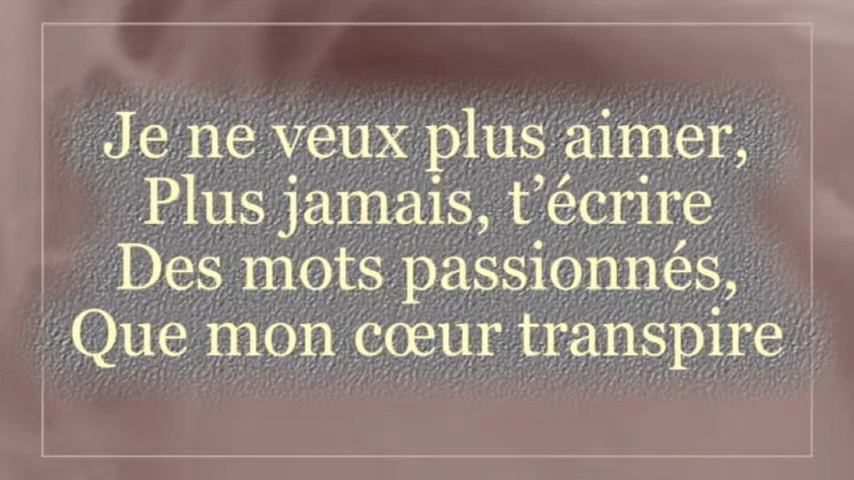 Je ne veux plus aimer,
Plus jamais, t’écrire
Des mots passionnés,
Que mon cœur transpire